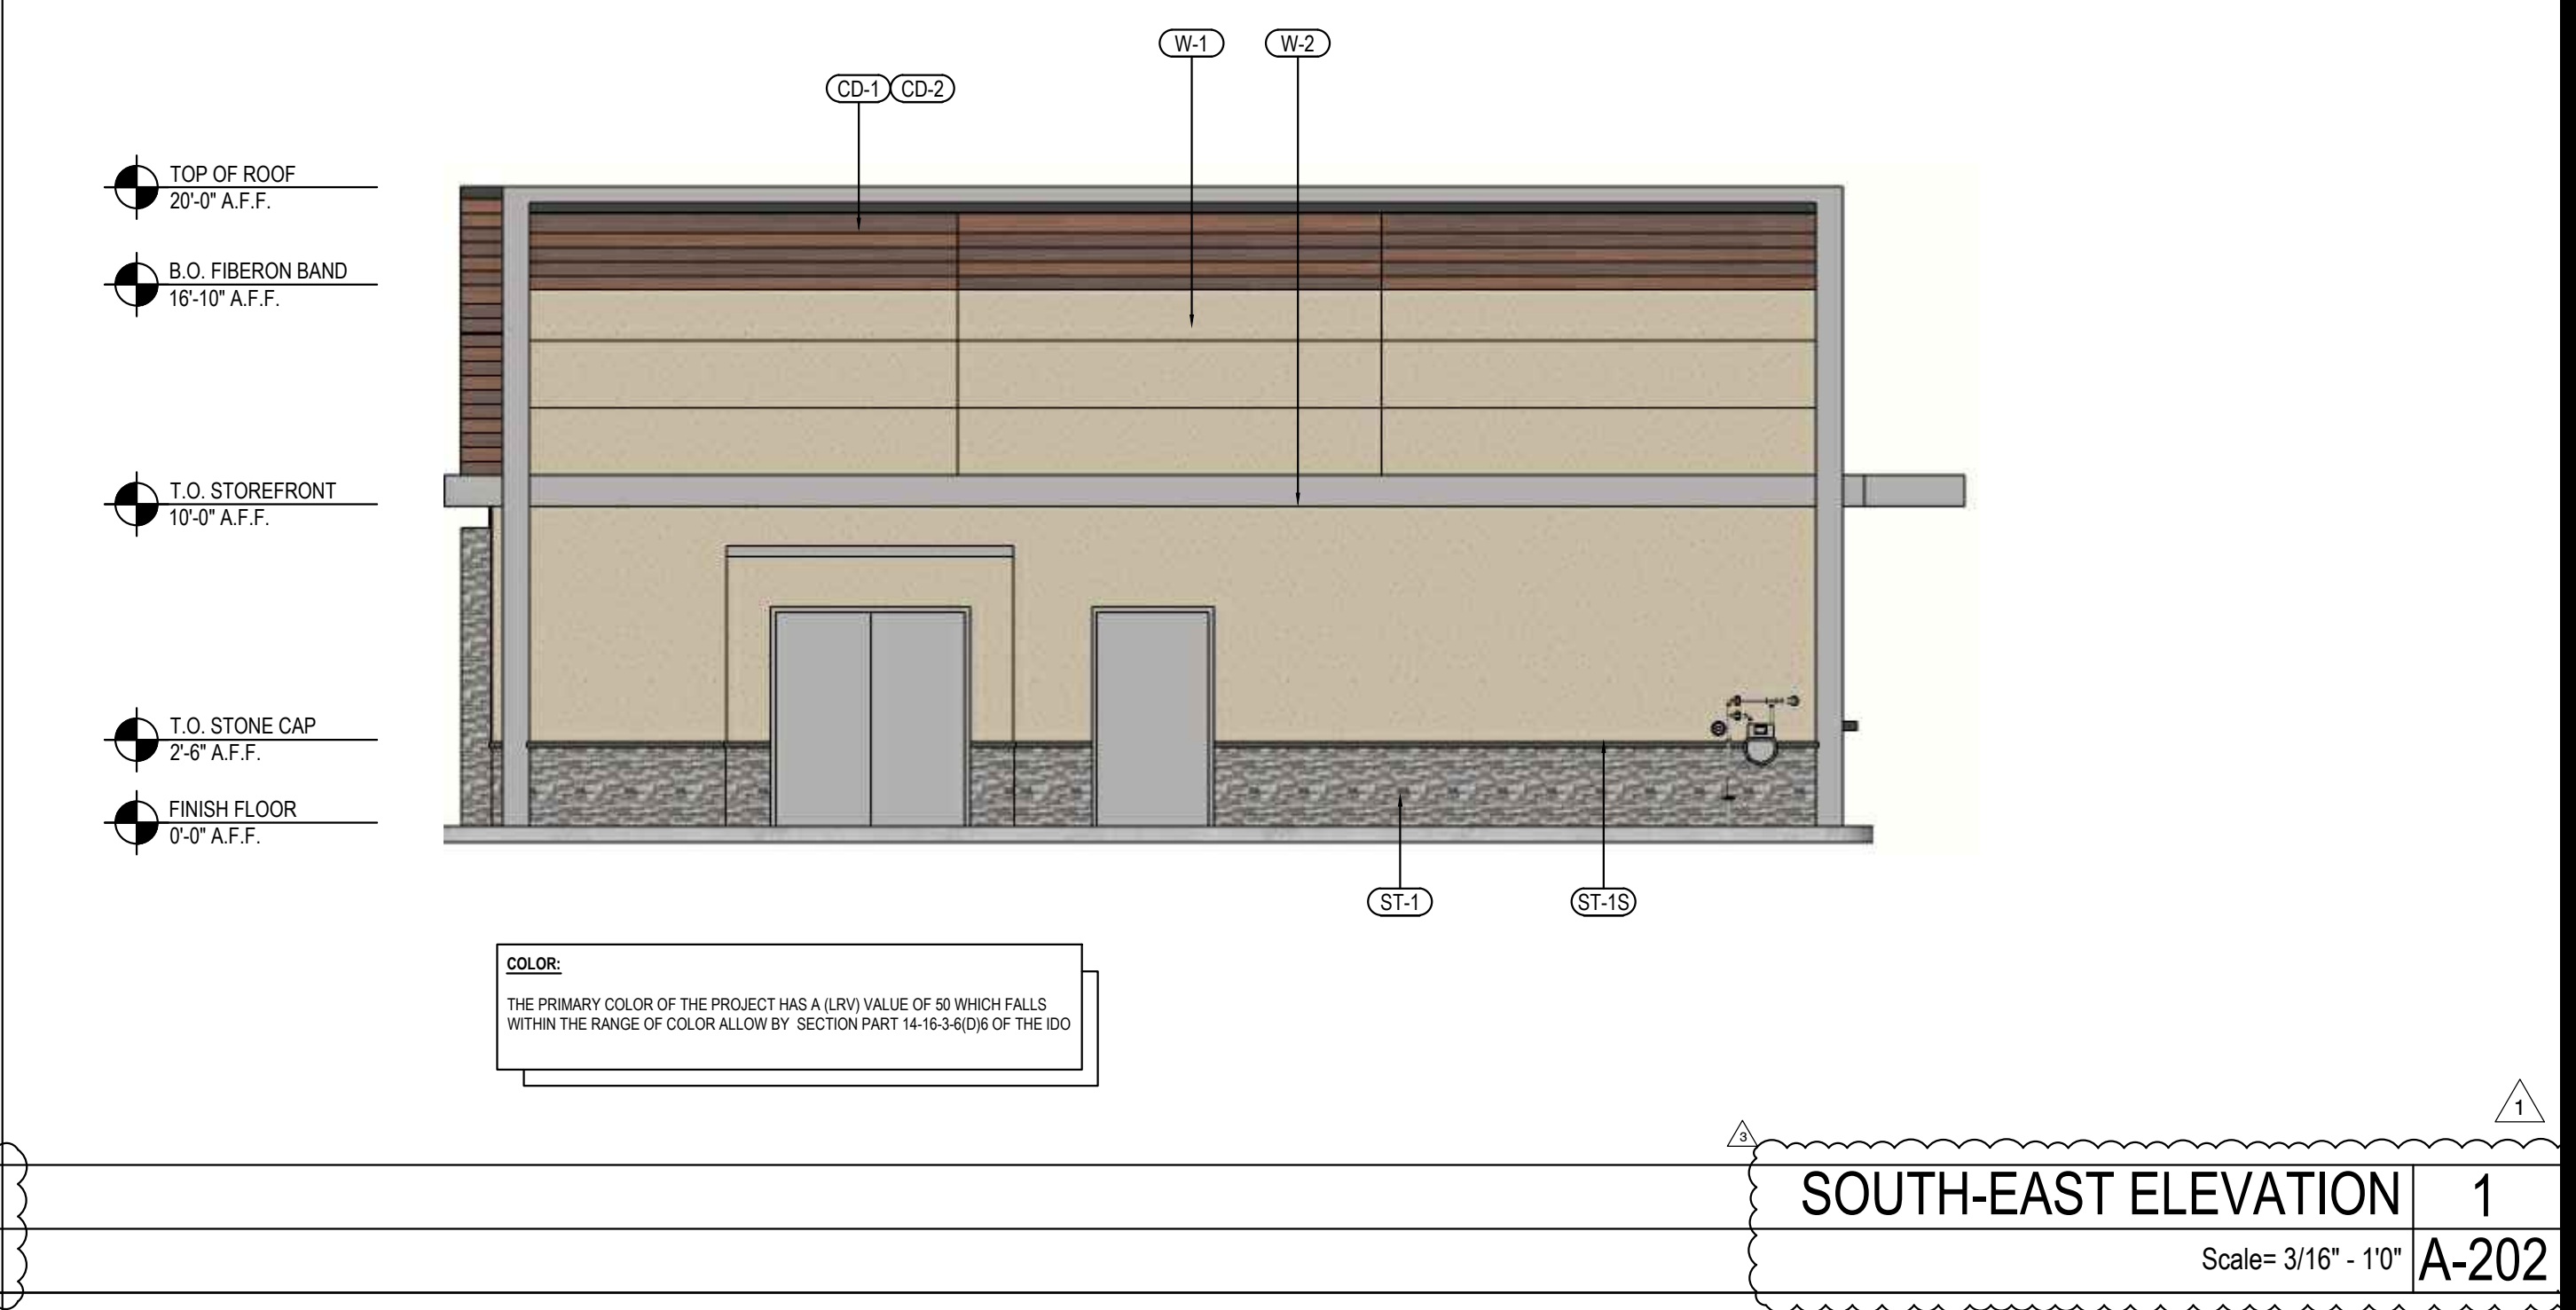 W-1
W-2
CD-1
CD-2
TOP OF ROOF
20'-0" A.F.F.
B.O. FIBERON BAND
16'-10" A.F.F.
T.O. STOREFRONT
10'-0" A.F.F.
T.O. STONE CAP
2'-6" A.F.F.
FINISH FLOOR
0'-0" A.F.F.
ST-1
ST-1S
COLOR:
THE PRIMARY COLOR OF THE PROJECT HAS A (LRV) VALUE OF 50 WHICH FALLS
WITHIN THE RANGE OF COLOR ALLOW BY SECTION PART 14-16-3-6(D)6 OF THE IDO
1
3
SOUTH-EAST ELEVATION
1
Scale= 3/16" - 1'0"
A-202